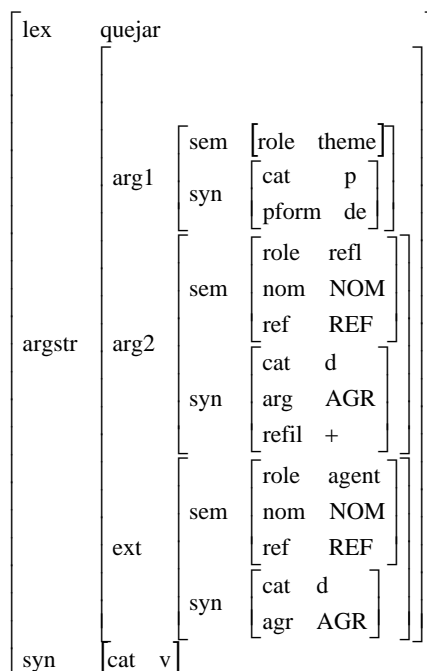 lex quejar
sem role theme
arg1
cat p
syn
pform de
role refl
sem nom NOM
ref REF
argstr arg2
cat d
syn arg AGR
refil +
role agent
sem nom NOM
ref REF
ext
cat d
syn
agr AGR
syn cat v